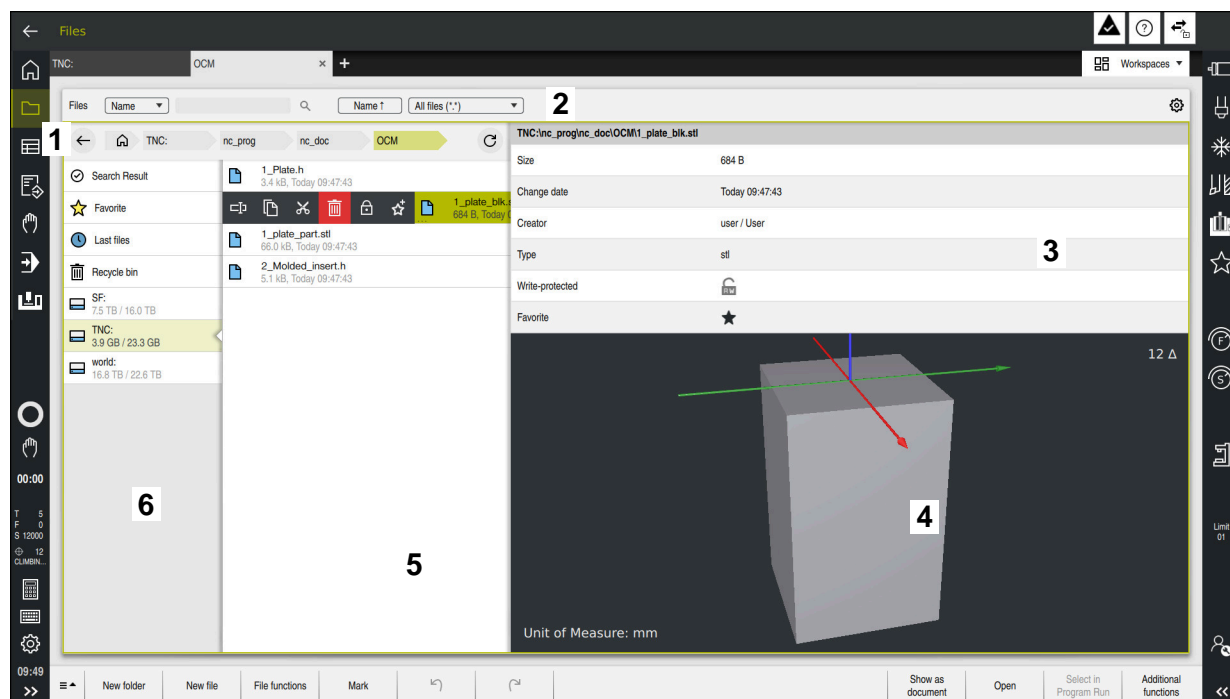 Files
TNC:
OCM
Workspaces
Files
Name
Name↑
All files (*.*)
2
1
TNC:
nc_prog
nc_doc
OCM
Search Result
Favorite
Last files
Recycle bin
SF:
7.5 TB / 16.0 TB
TNC:
3.9 GB / 23.3 GB
world:
16.8 TB / 22.6 TB
6
1_Plate.h
3.4 kB, Today 09:47:43
1_plate_blk.
684 B, Today
1_plate_part.stl
66.0 kB, Today 09:47:43
2_Molded_insert.h
5.1 kB, Today 09:47:43
5
TNC:\nc_prog\nc_doc\OCM\1_plate_blk.stl
Size 684 B
Change date Today 09:47:43
Creator user / User
Type stl
3
Write-protected RW
Favorite
12 Δ
4
Unit of Measure: mm
00:00
T 5
F 0
S 12000
12
CLIMBIN...
09:49
F
S
Limit
01
New folder
New file
File functions
Mark
Show as
document
Open
Select in
Program Run
Additional
functions